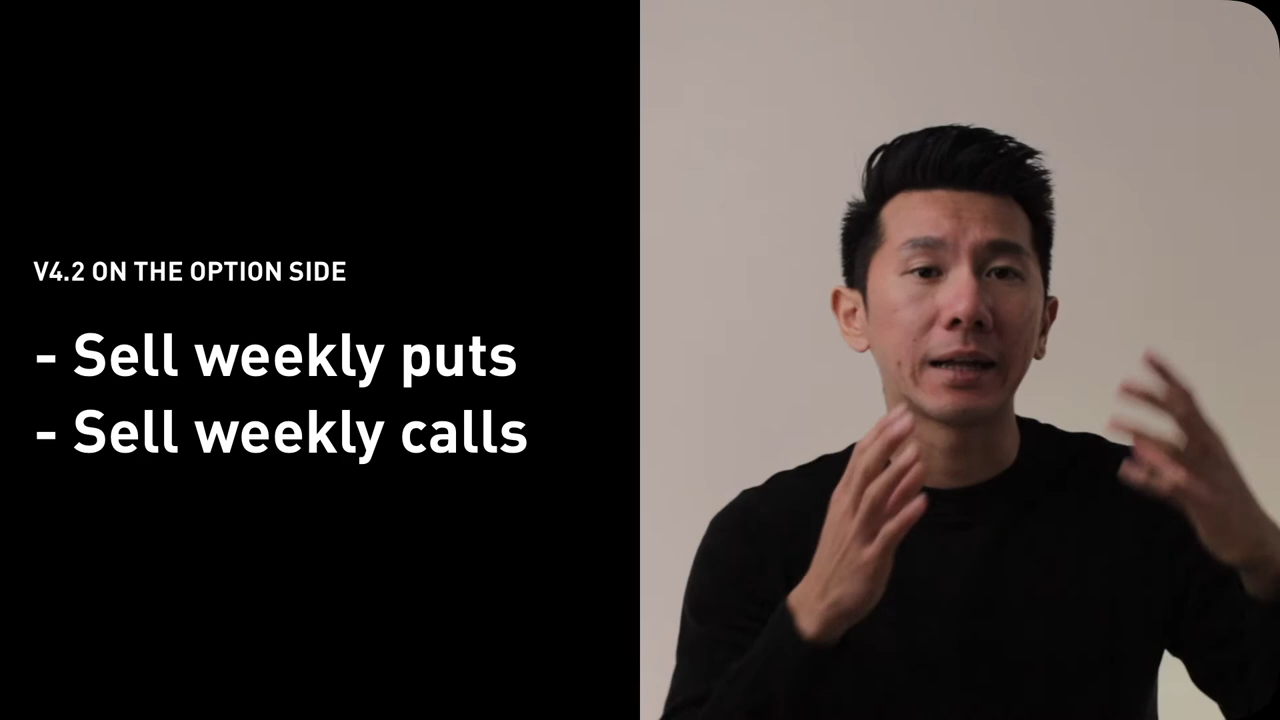 V4.2 ON THE OPTION SIDE
- Sell weekly puts
- Sell weekly calls